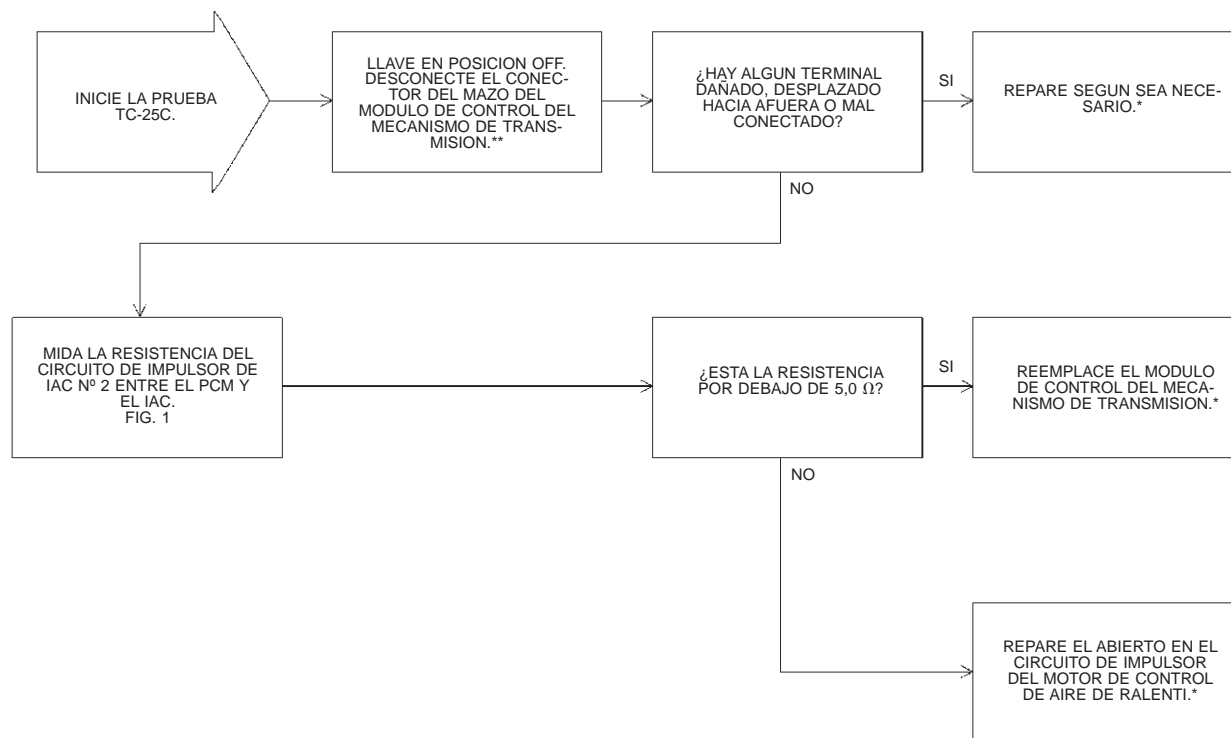 INICIE LA PRUEBA
TC-25C.
LLAVE EN POSICION OFF.
DESCONECTE EL CONEC-
TOR DEL MAZO DEL
MODULO DE CONTROL DEL
MECANISMO DE TRANS-
MISION.**
¿HAY ALGUN TERMINAL
DAÑADO, DESPLAZADO
HACIA AFUERA O MAL
CONECTADO?
SI
REPARE SEGUN SEA NECE-
SARIO.*
NO
MIDA LA RESISTENCIA DEL
CIRCUITO DE IMPULSOR DE
IAC Nº 2 ENTRE EL PCM Y
EL IAC.
FIG. 1
¿ESTA LA RESISTENCIA
POR DEBAJO DE 5,0 Ω?
SI
REEMPLACE EL MODULO
DE CONTROL DEL MECA-
NISMO DE TRANSMISION.*
NO
REPARE EL ABIERTO EN EL
CIRCUITO DE IMPULSOR
DEL MOTOR DE CONTROL
DE AIRE DE RALENTI.*